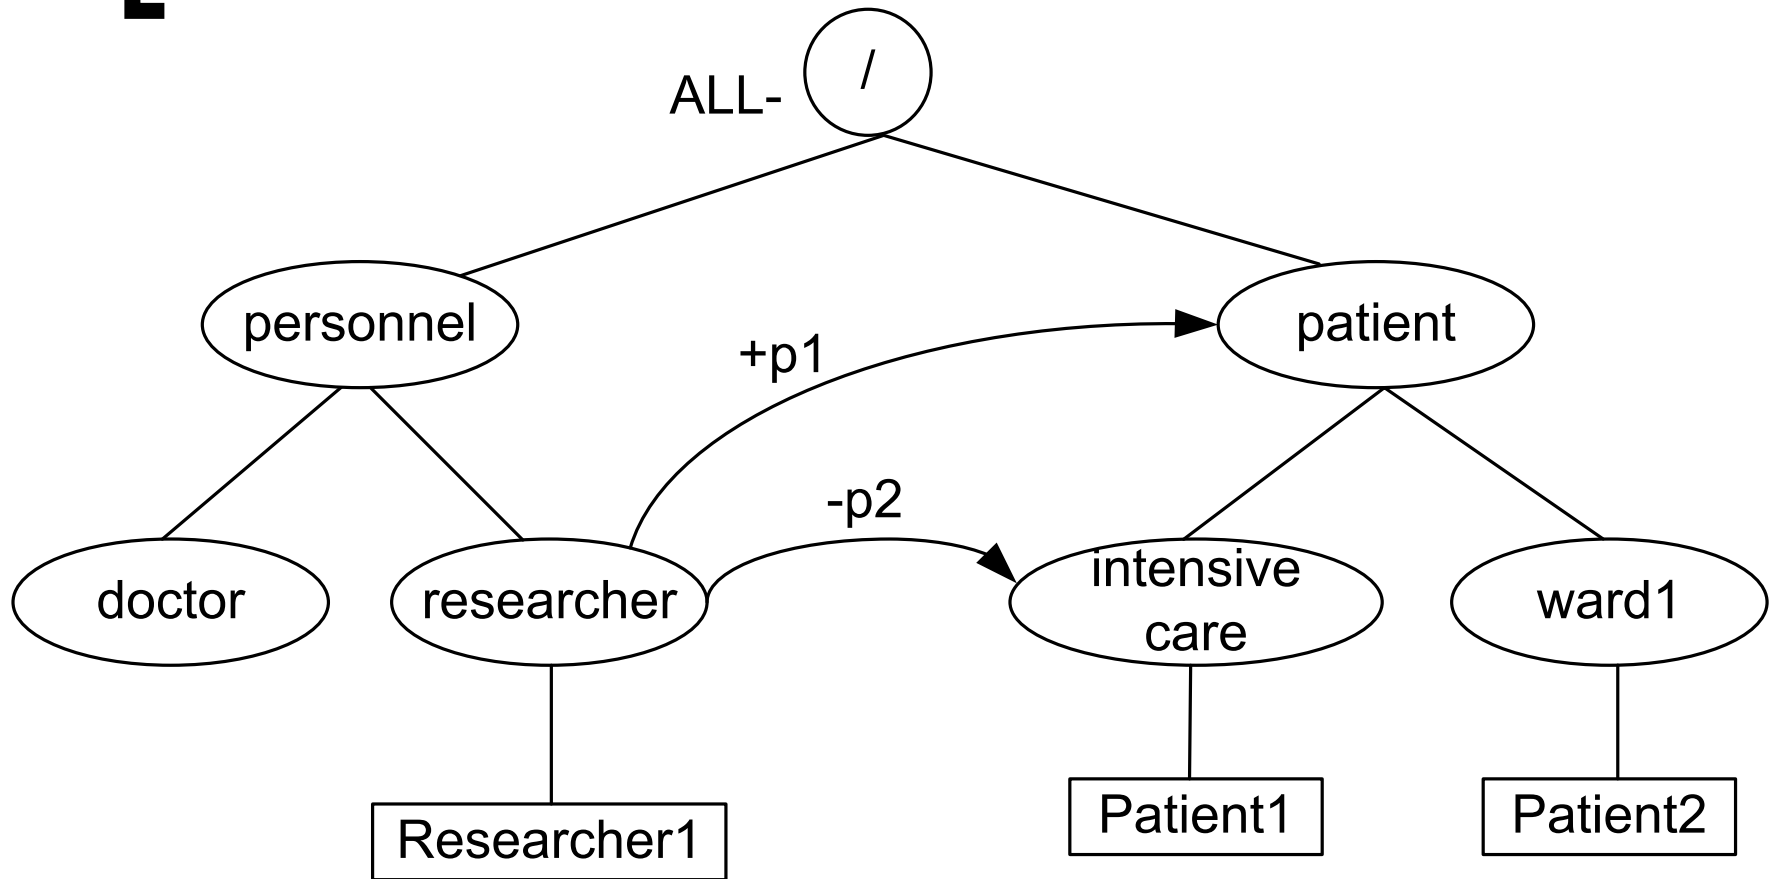 /
ALL-
personnel
patient
+p1
-p2
doctor
researcher
intensive
care
ward1
Researcher1
Patient1
Patient2